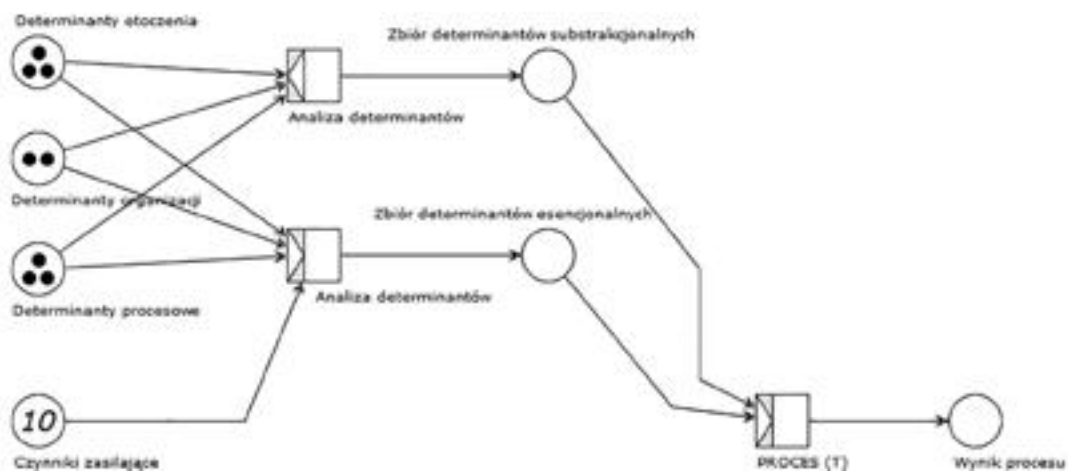 Determinanty otoczenia
Zbiór determinantów substrakcjonalnych
Analiza determinantów
Determinanty organizacji
Zbiór determinantów esencjonalnych
Analiza determinantów
Determinanty procesowe
10
Czynniki zasilające
PROCES (T)
Wynik procesu